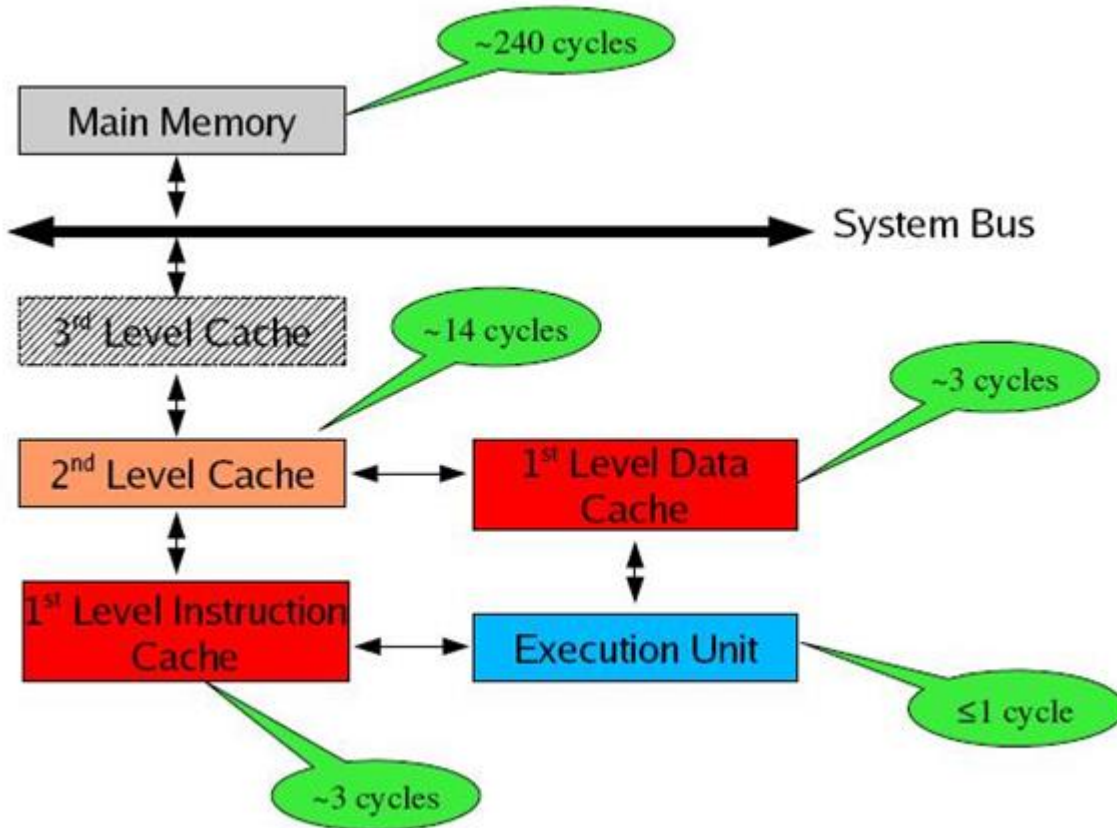 ~240 cycles
Main Memory
System Bus
3rd Level Cache
~14 cycles
~3 cycles
2nd Level Cache
1st Level Data
Cache
1st Level Instruction
Cache
Execution Unit
≤1 cycle
~3 cycles